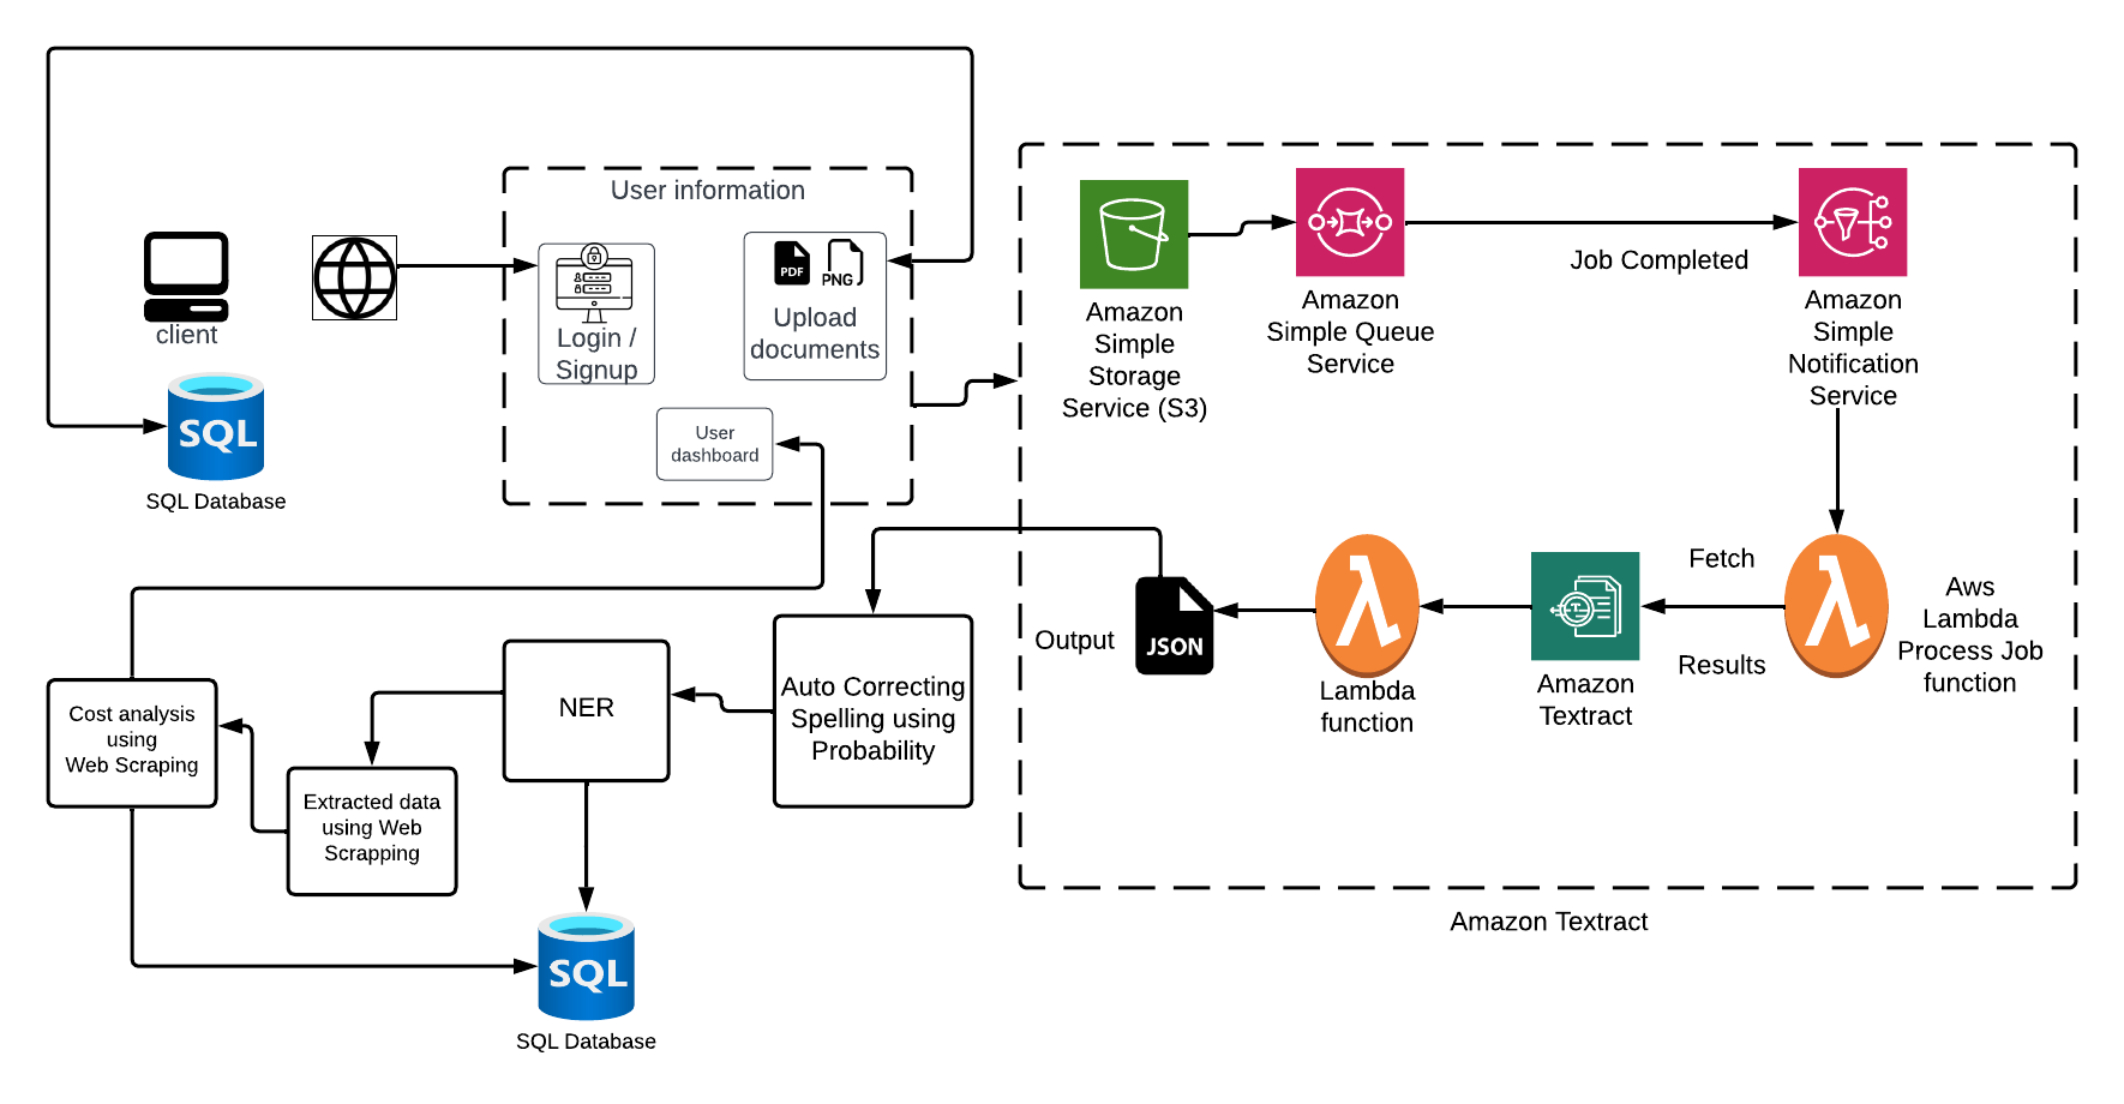 User information
client
Login /
Signup
PDF
PNG
Upload
documents
User
dashboard
SQL
SQL Database
Amazon
Simple
Storage
Service (S3)
Amazon
Simple Queue
Service
Job Completed
Amazon
Simple
Notification
Service
Aws
Lambda
Process Job
function
Fetch
Results
Amazon
Textract
Lambda
function
JSON
Output
Amazon Textract
Auto Correcting
Spelling using
Probability
NER
Extracted data
using Web
Scrapping
Cost analysis
using
Web Scraping
SQL
SQL Database